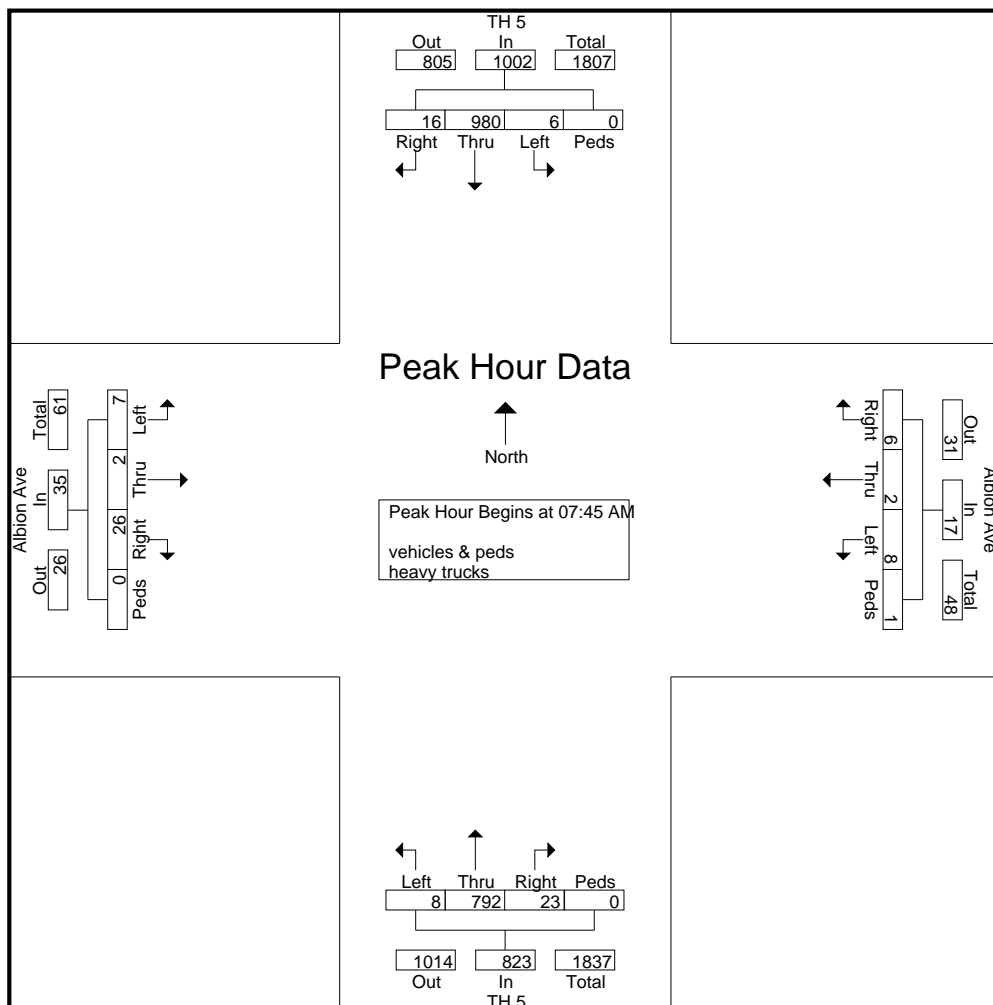 TH 5
Out In Total
805 1002 1807
16 980 6 0
Right Thru Left Peds
Peak Hour Data
North
Peak Hour Begins at 07:45 AM
vehicles & peds
heavy trucks
Albion Ave
Out In Total
26 35 61
0 26 2 7
Peds Right Thru Left
Albion Ave
Out In Total
31 17 48
6 2 8 1
Right Thru Left Peds
Left Thru Right Peds
8 792 23 0
1014 823 1837
Out In Total
TH 5